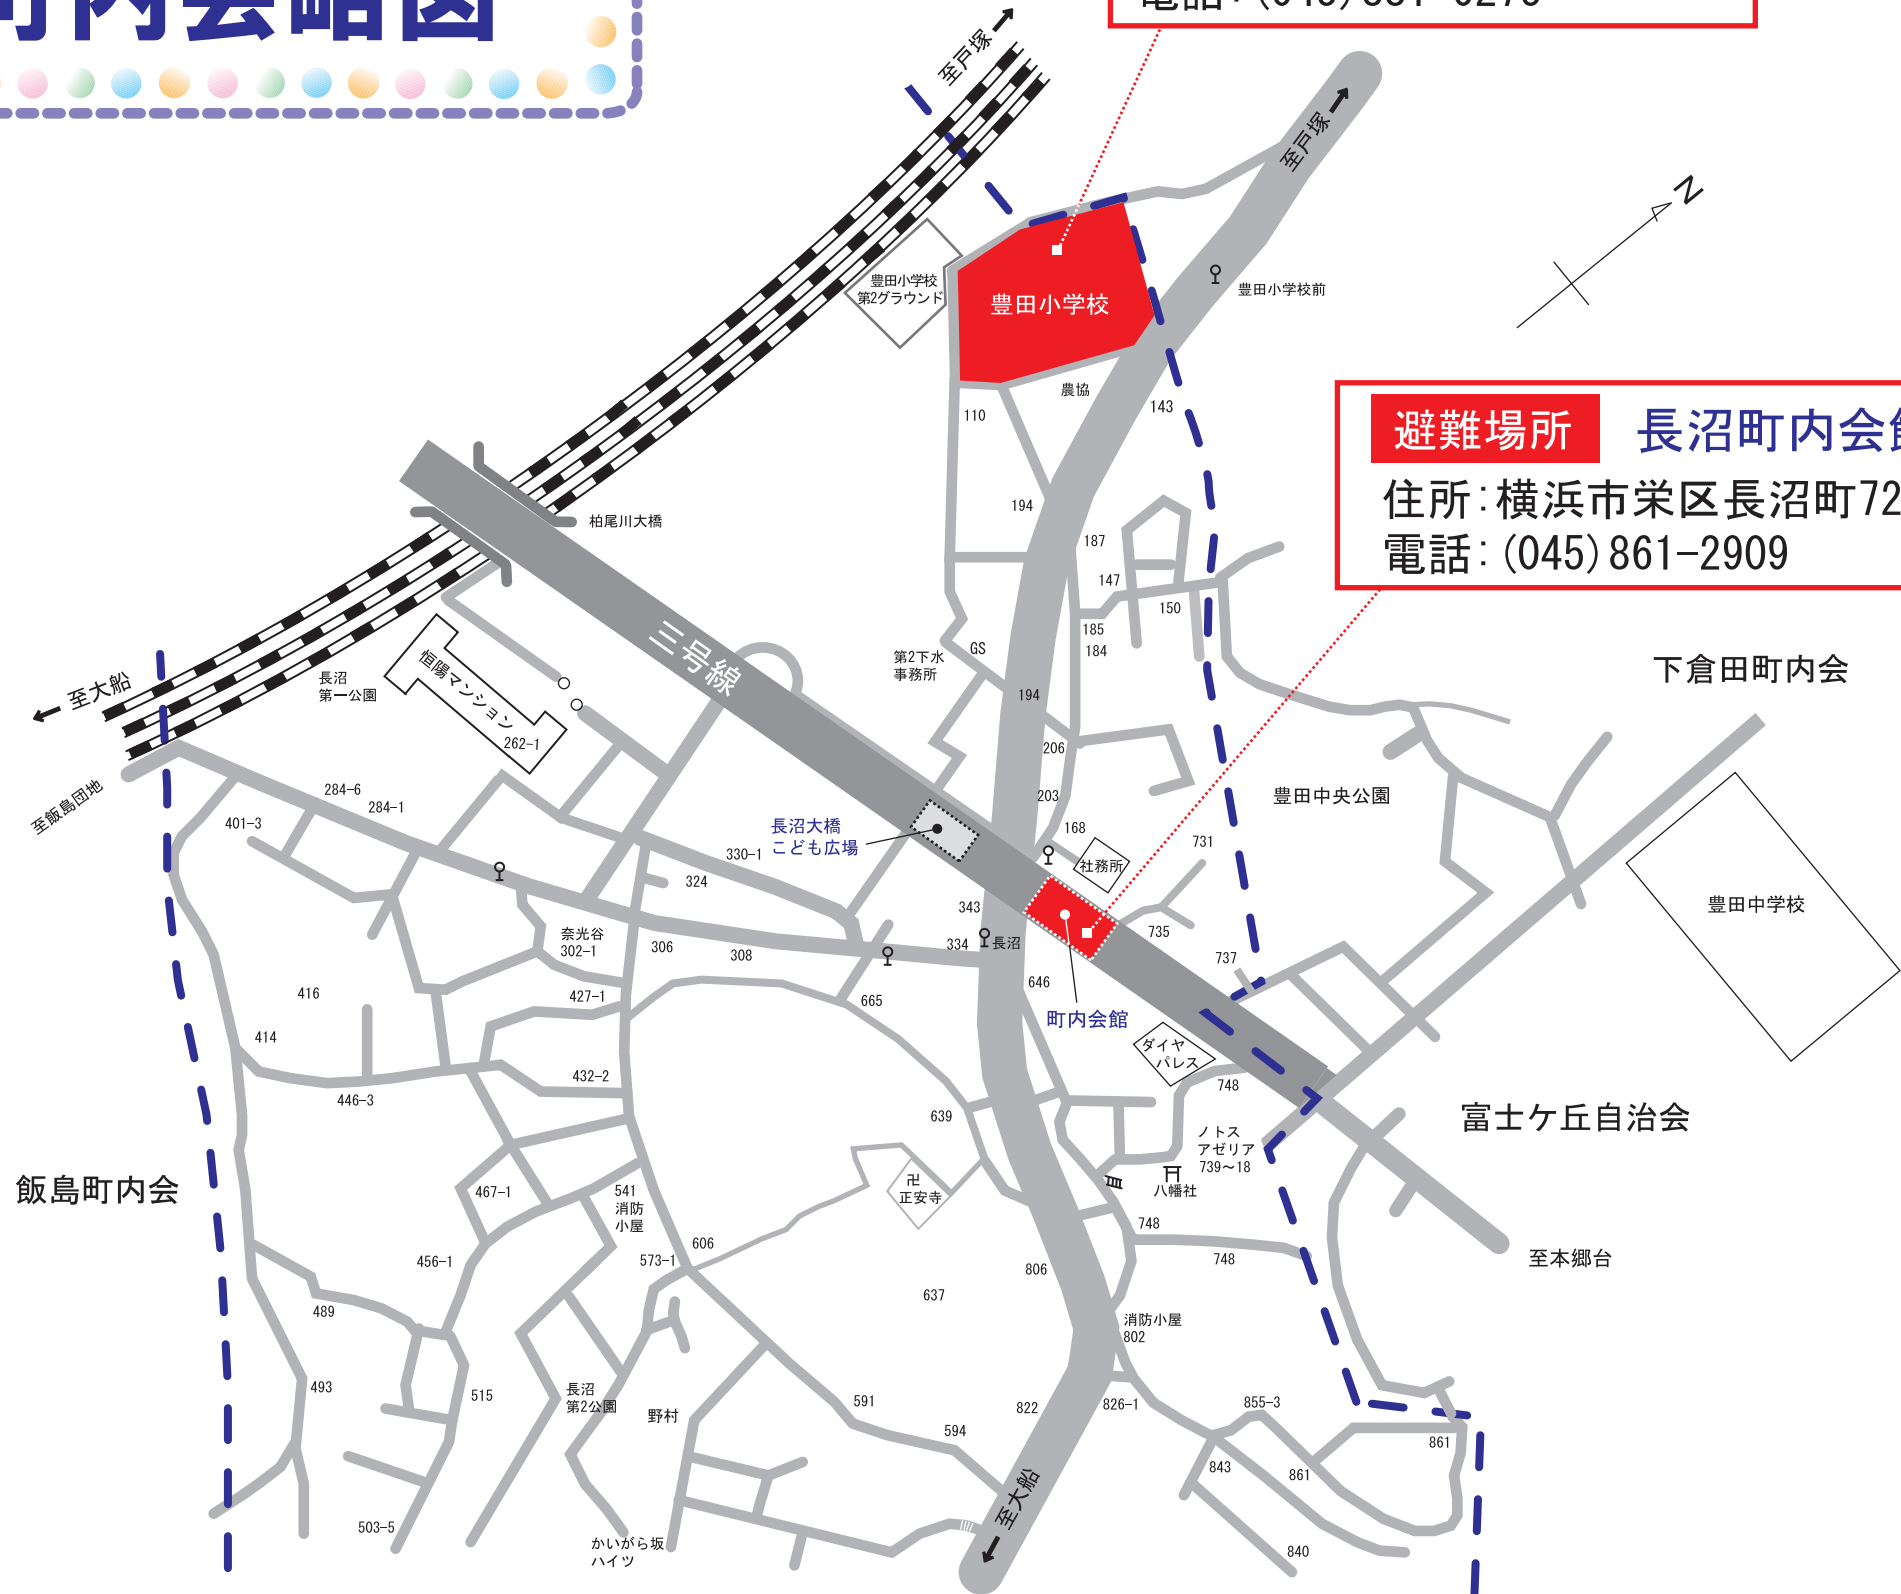 町内会略図
至戸塚
至戸塚
N
豊田小学校
第2グラウンド
豊田小学校
豊田小学校前
農協
110
143
避難場所
長沼町内会館
住所:横浜市栄区長沼町72
電話:(045)861-2909
194
187
147
150
185
184
柏尾川大橋
三号線
第2下水
事務所
GS
194
206
203
168
下倉田町内会
至大船
長沼
第一公園
恒陽マンション
262-1
至飯島団地
284-6
284-1
401-3
長沼大橋
こども広場
330-1
324
社務所
731
豊田中央公園
豊田中学校
343
334
長沼
735
737
奈光谷
302-1
306
308
416
427-1
665
646
町内会館
414
ダイヤ
パレス
748
432-2
446-3
639
ノトス
アゼリア
739～18
八幡社
富士ケ丘自治会
飯島町内会
467-1
541
消防
小屋
卍
正安寺
748
748
至本郷台
456-1
573-1
606
806
637
489
消防小屋
802
493
515
長沼
第2公園
野村
591
594
822
826-1
855-3
861
861
843
840
503-5
かいがら坂
ハイツ
至大船